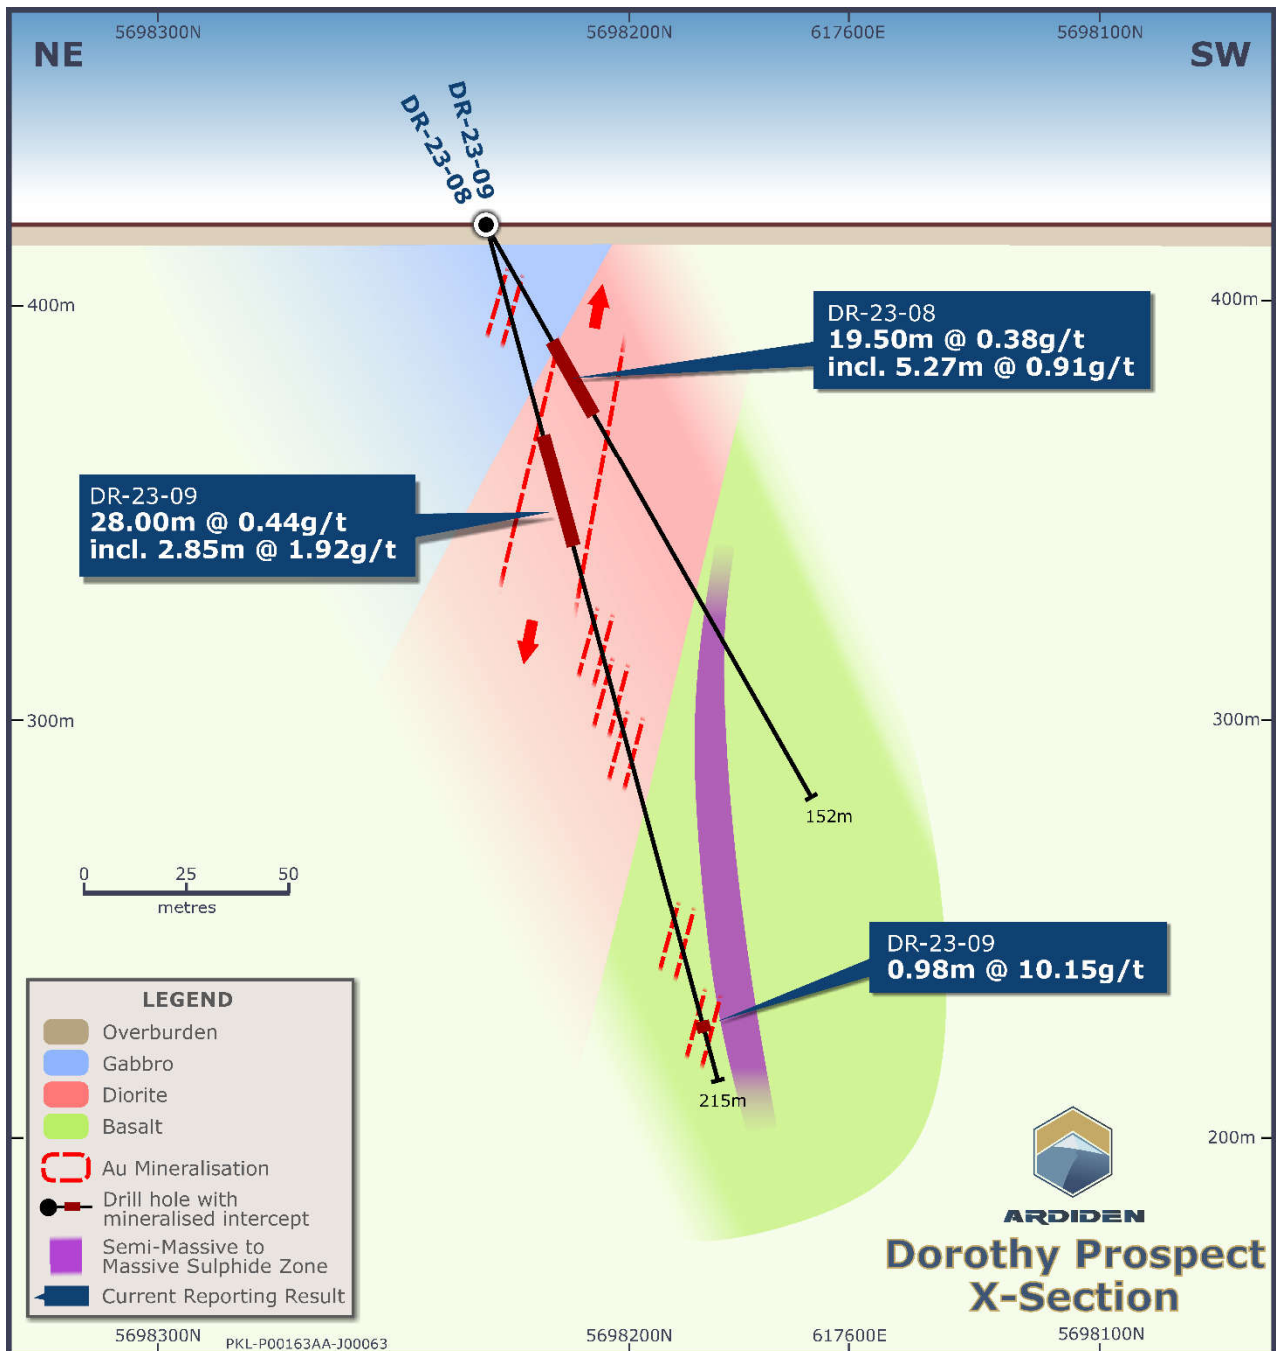 5698300N
5698200N
617600E
5698100N
NE
SW
DR-23-09
DR-23-08
400m
400m
DR-23-08
19.50m @ 0.38g/t
incl. 5.27m @ 0.91g/t
DR-23-09
28.00m @ 0.44g/t
incl. 2.85m @ 1.92g/t
300m
300m
152m
0
25
50
metres
DR-23-09
0.98m @ 10.15g/t
215m
200m
LEGEND
Overburden
Gabbro
Diorite
Basalt
Au Mineralisation
Drill hole with
mineralised intercept
Semi-Massive to
Massive Sulphide Zone
Current Reporting Result
ARDIDEN
Dorothy Prospect
X-Section
5698300N
PKL-P00163AA-J00063
5698200N
617600E
5698100N